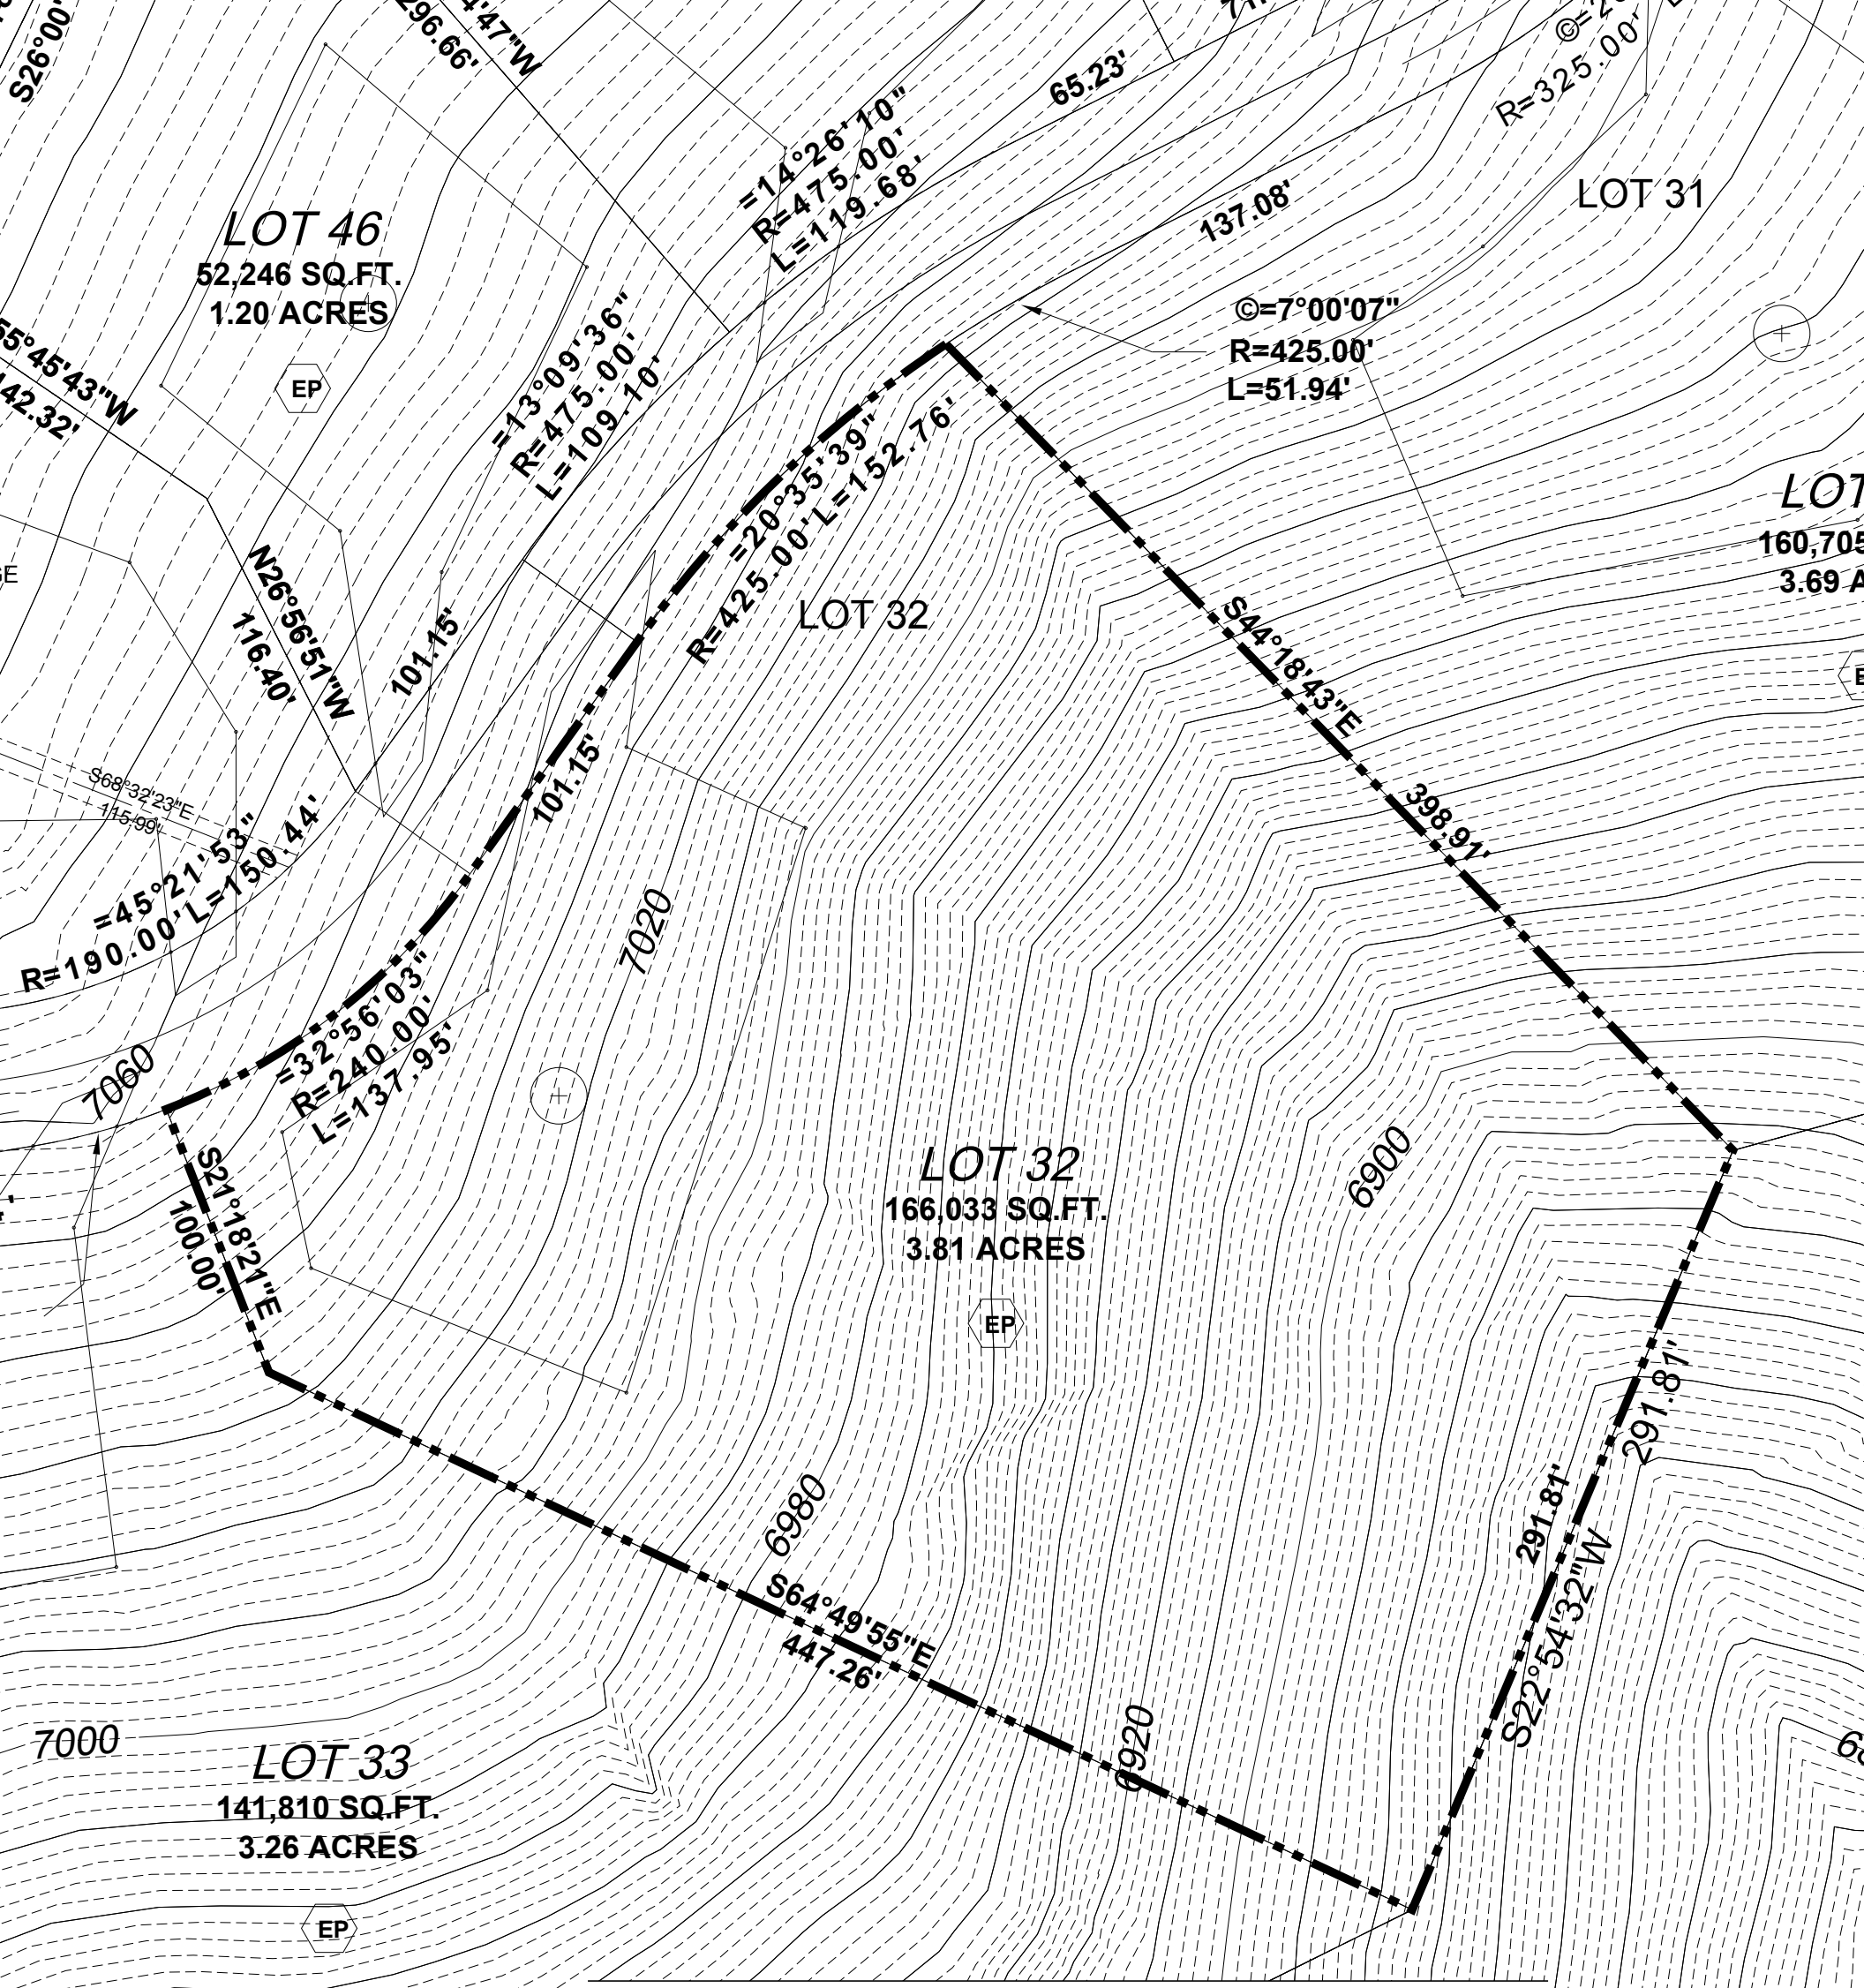 S26°00'
296.66'
4'47"W
65.23'
R=325.00'
=14°26'10"
R=475.00'
L=119.68'
137.08'
LOT 31
LOT 46
52,246 SQ.FT.
1.20 ACRES
EP
55°45'43"W
42.32'
=13°09'36"
R=475.00'
L=109.10'
©=7°00'07"
R=425.00'
L=51.94'
=20°35'39"
R=425.00' L=152.76'
LOT 32
LOT
160,705
3.69 A
N26°56'51"W
116.40'
101.15'
101.15'
S44°18'43"E
398.91'
S68°32'23"E
115.99'
=45°21'53"
R=190.00' L=150.44'
7020
=32°56'03"
R=240.00'
L=137.95'
7060
S21°18'21"E
100.00'
LOT 32
166,033 SQ.FT.
3.81 ACRES
EP
6900
291.81'
291.81'
S22°54'32"W
6980
S64°49'55"E
447.26'
6920
7000
LOT 33
141,810 SQ.FT.
3.26 ACRES
EP